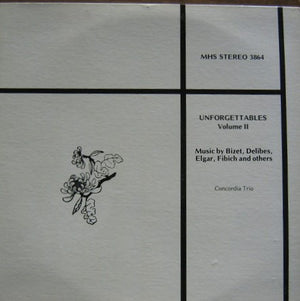 MHS STEREO 3864
UNFORGETTABLES
Volume II
Music by Bizet, Delibes,
Elgar, Fibich and others
Concordia Trio